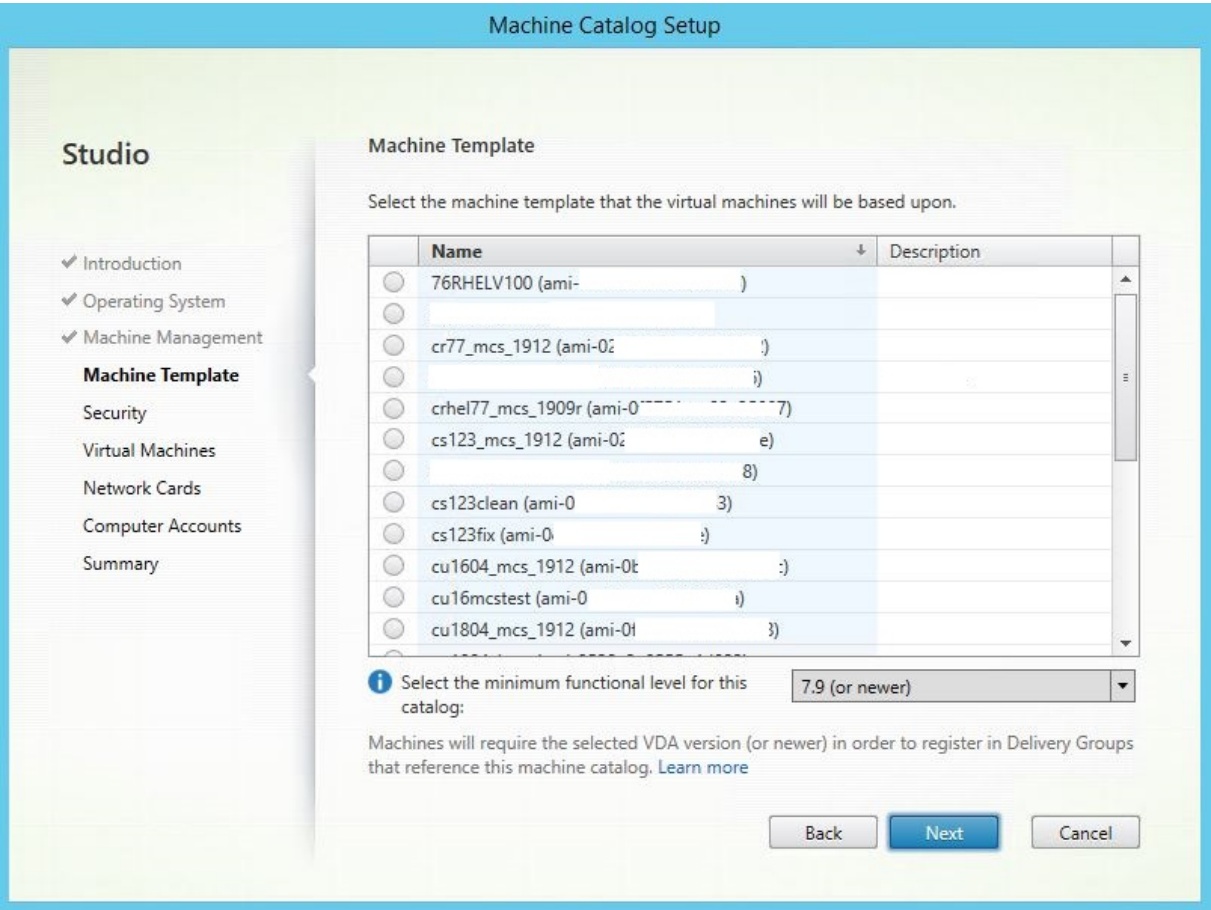 Machine Catalog Setup
Studio
Introduction
Operating System
Machine Management
Machine Template
Security
Virtual Machines
Network Cards
Computer Accounts
Summary
Machine Template
Select the machine template that the virtual machines will be based upon.
Name Description
76RHELV100 (ami- )
cr77_mcs_1912 (ami-02 )
)
crhel77_mcs_1909r (ami-0 7)
cs123_mcs_1912 (ami-02 e)
8)
cs123clean (ami-0 3)
cs123fix (ami-0 )
cu1604_mcs_1912 (ami-0b )
cu16mcstest (ami-0 )
cu1804_mcs_1912 (ami-0f )
Select the minimum functional level for this
catalog:
7.9 (or newer)
Machines will require the selected VDA version (or newer) in order to register in Delivery Groups
that reference this machine catalog. Learn more
Back Next Cancel